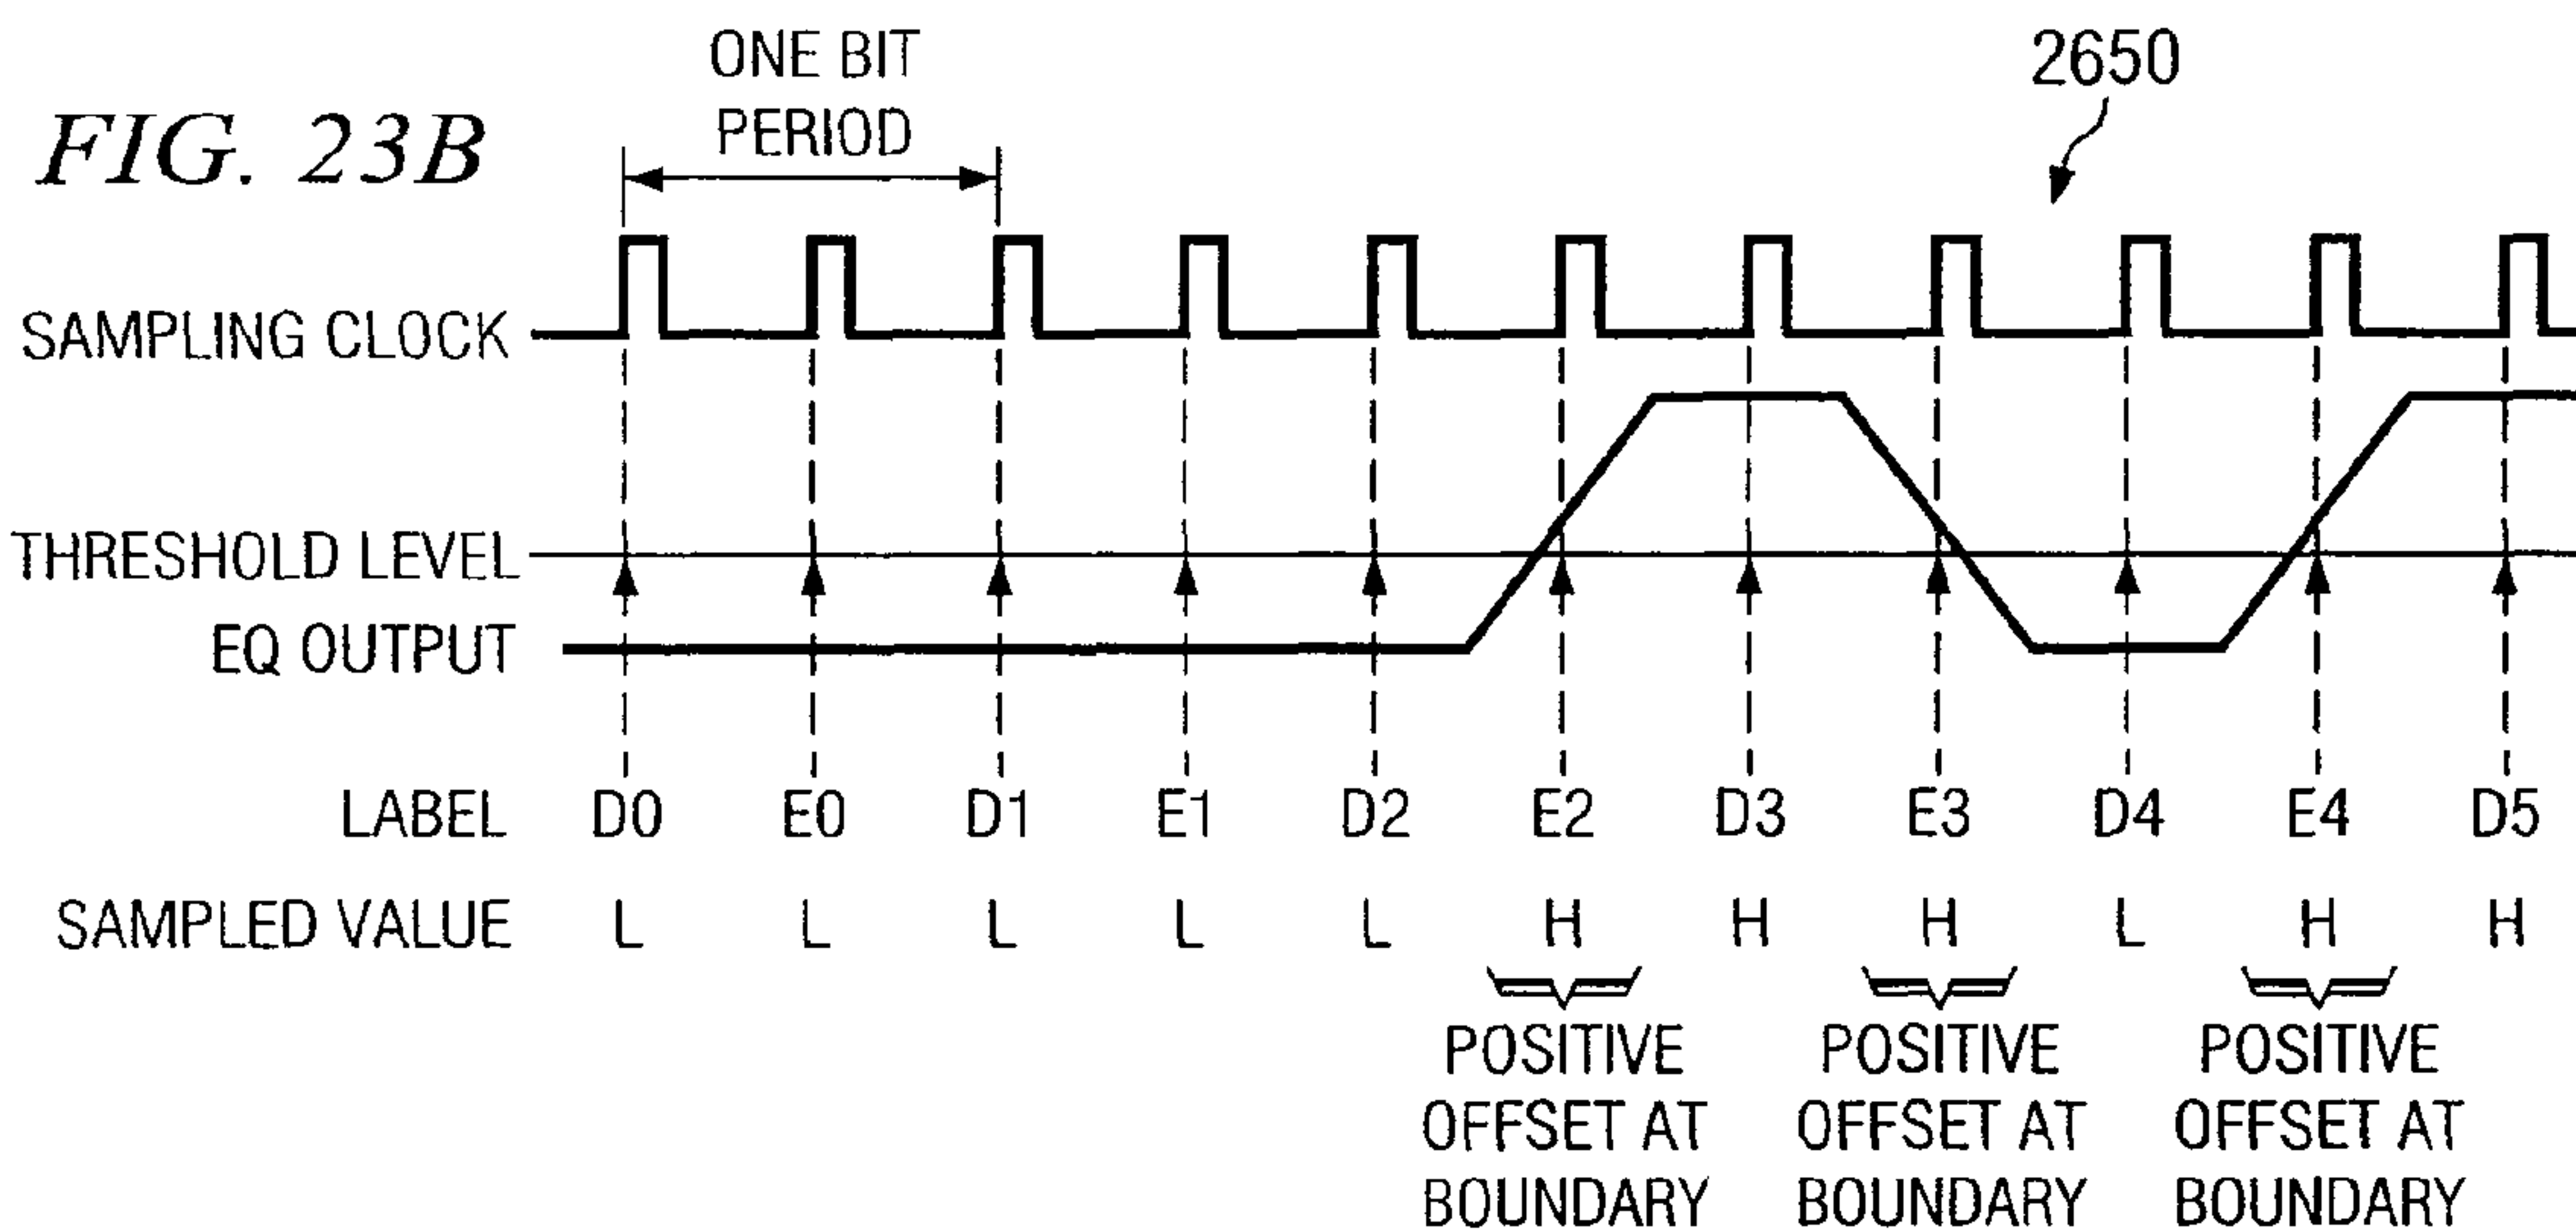 FIG. 23B
ONE BIT
PERIOD
2650
SAMPLING CLOCK
THRESHOLD LEVEL
EQ OUTPUT
LABEL D0 E0 D1 E1 D2 E2 D3 E3 D4 E4 D5
SAMPLED VALUE L L L L L H H H L H H
POSITIVE POSITIVE POSITIVE
OFFSET AT OFFSET AT OFFSET AT
BOUNDARY BOUNDARY BOUNDARY